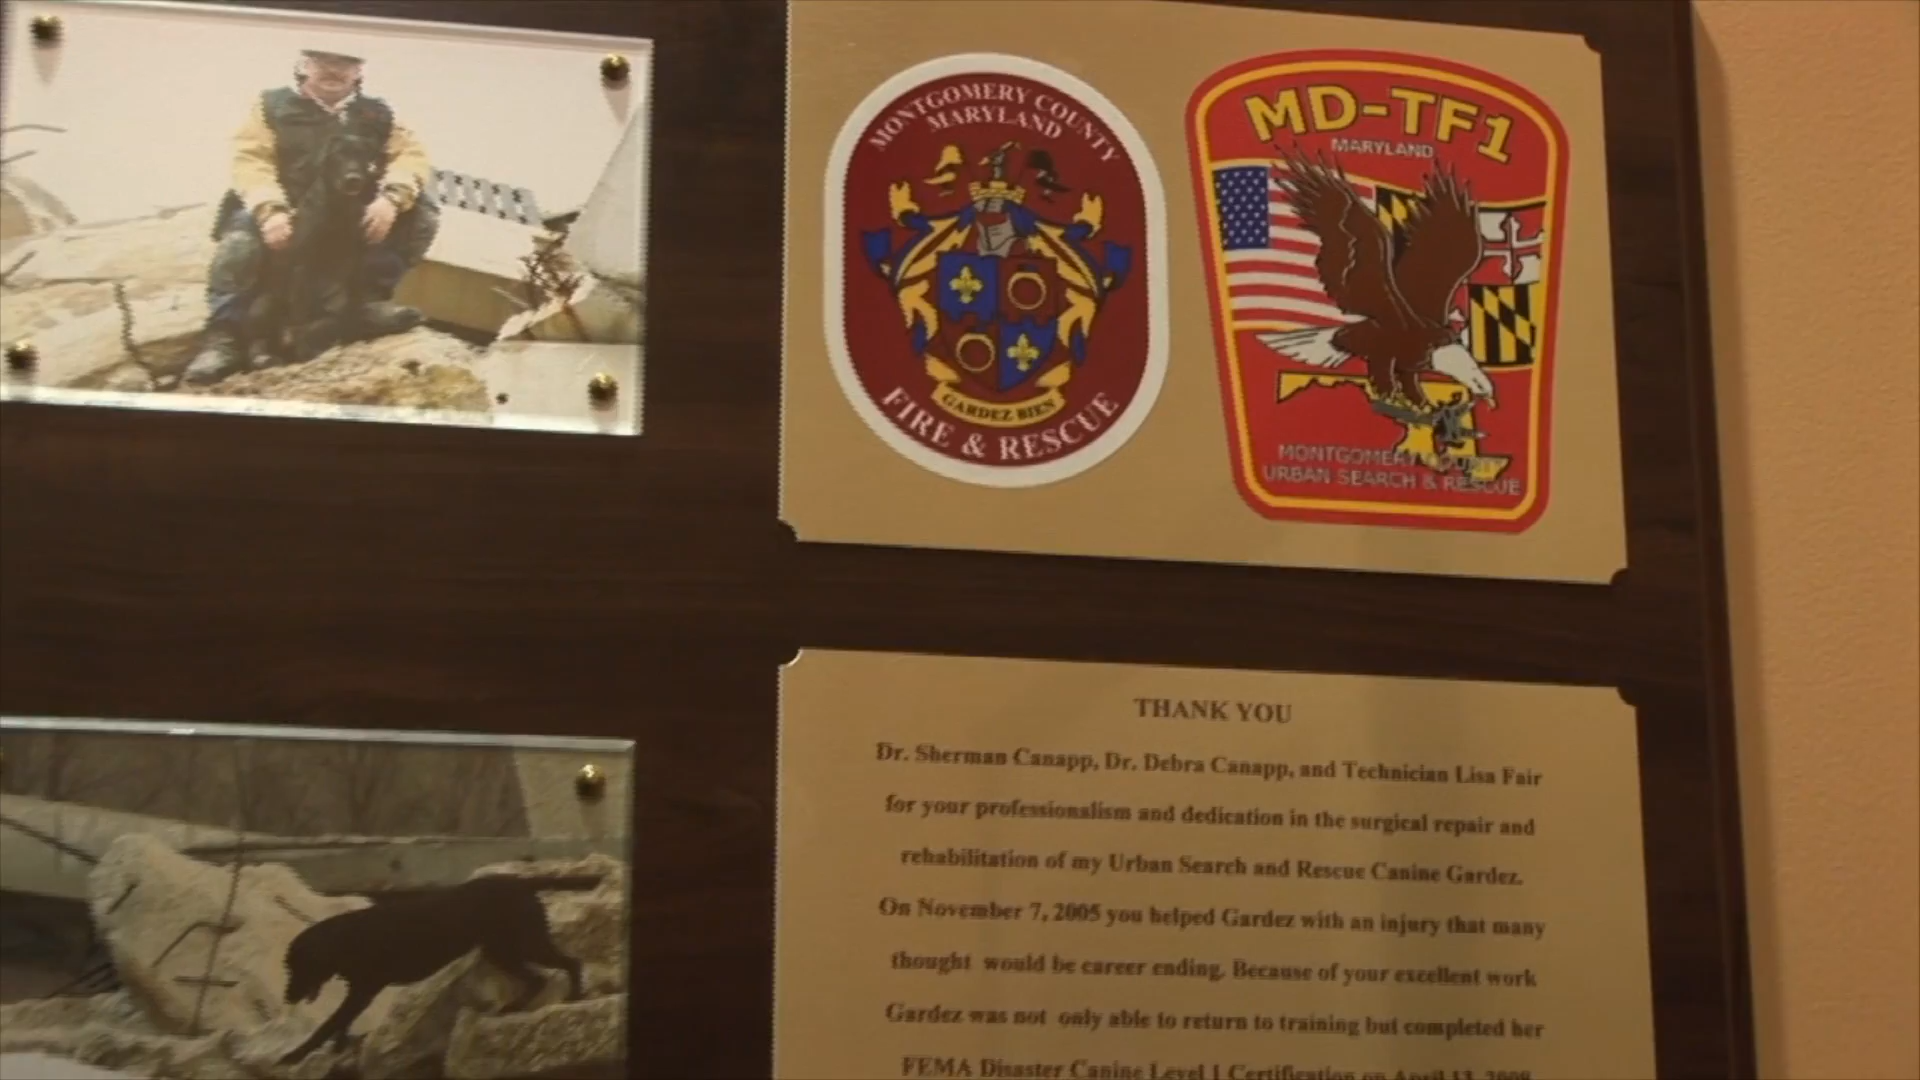 MONTGOMERY COUNTY
MARYLAND
GARDEZ BIEN
FIRE & RESCUE
MD-TF1
MARYLAND
MONTGOMERY COUNTY
URBAN SEARCH & RESCUE
THANK YOU
Dr. Sherman Canapp, Dr. Debra Canapp, and Technician Lisa Fair
for your professionalism and dedication in the surgical repair and
rehabilitation of my Urban Search and Rescue Canine Gardez.
On November 7, 2005 you helped Gardez with an injury that many
thought would be career ending. Because of your excellent work
Gardez was not only able to return to training but completed her
FEMA Disaster Canine Level 1 Certification on April 13,